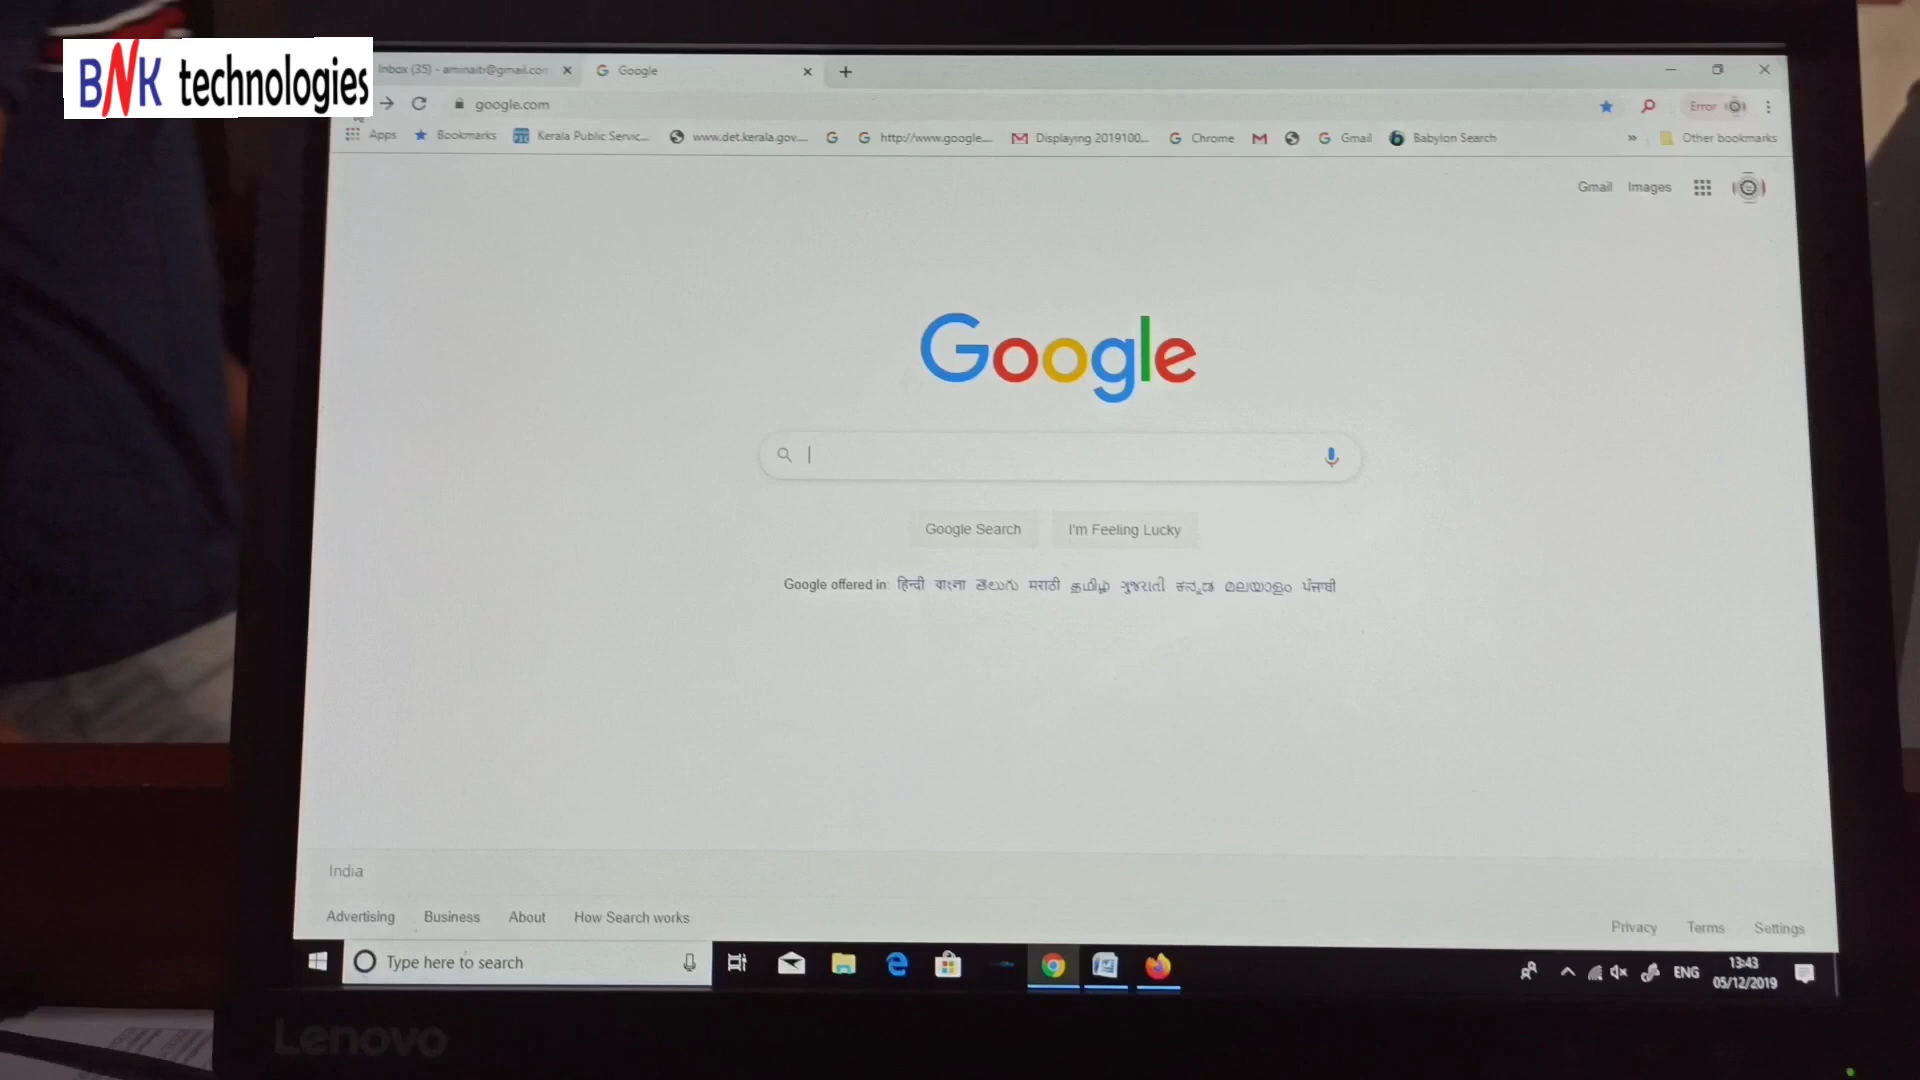 BNK technologies
Inbox (35) - aminaiti@gmail.com
Google
google.com
Error
Apps Bookmarks Kerala Public Servic... www.det.kerala.gov.... http://www.google.... Displaying 2019100... Chrome Gmail Babylon Search » Other bookmarks
Gmail Images
Google
Google Search I'm Feeling Lucky
Google offered in: हिन्दी বাংলা తెలుగు मराठी தமிழ் ગુજરાતી ಕನ್ನಡ മലയാളം ਪੰਜਾਬੀ
India
Advertising Business About How Search works
Privacy Terms Settings
Type here to search
ENG
13:43
05/12/2019
Lenovo